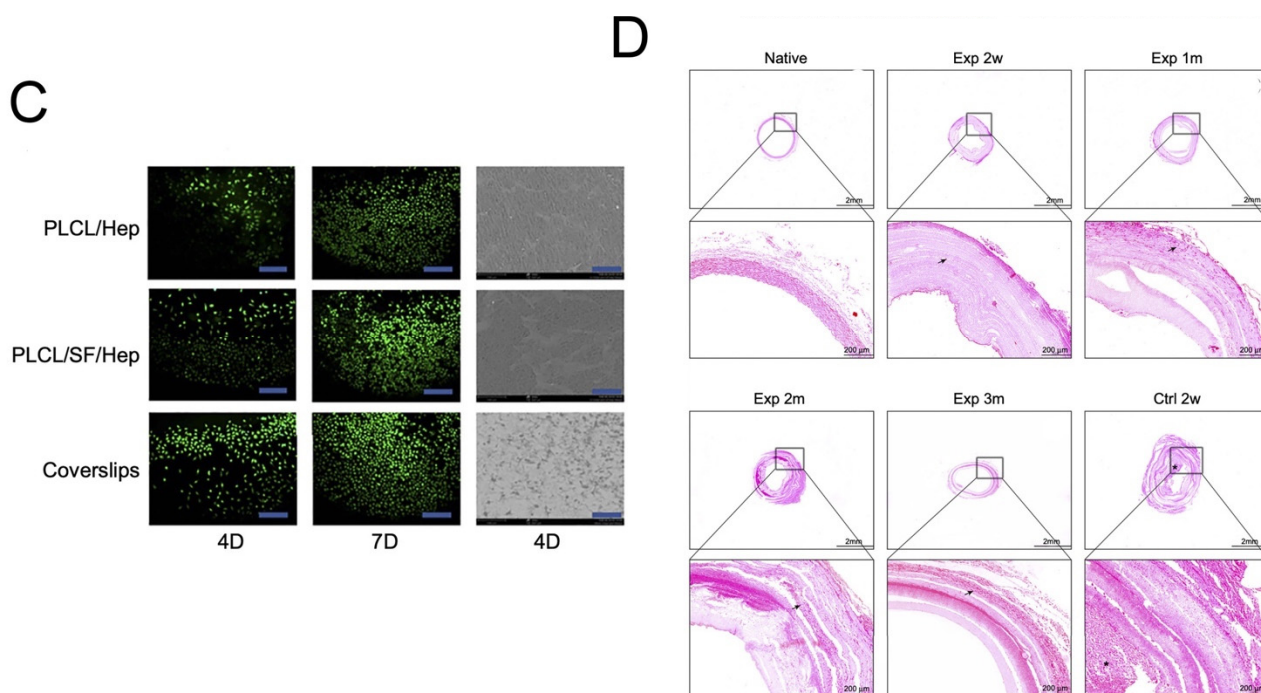 C
PLCL/Hep
PLCL/SF/Hep
Coverslips
4D 7D 4D
D
Native Exp 2w Exp 1m
2mm 2mm 2mm
200 µm 200 µm 200 µm
Exp 2m Exp 3m Ctrl 2w
2mm 2mm 2mm
200 µm 200 µm 200 µm